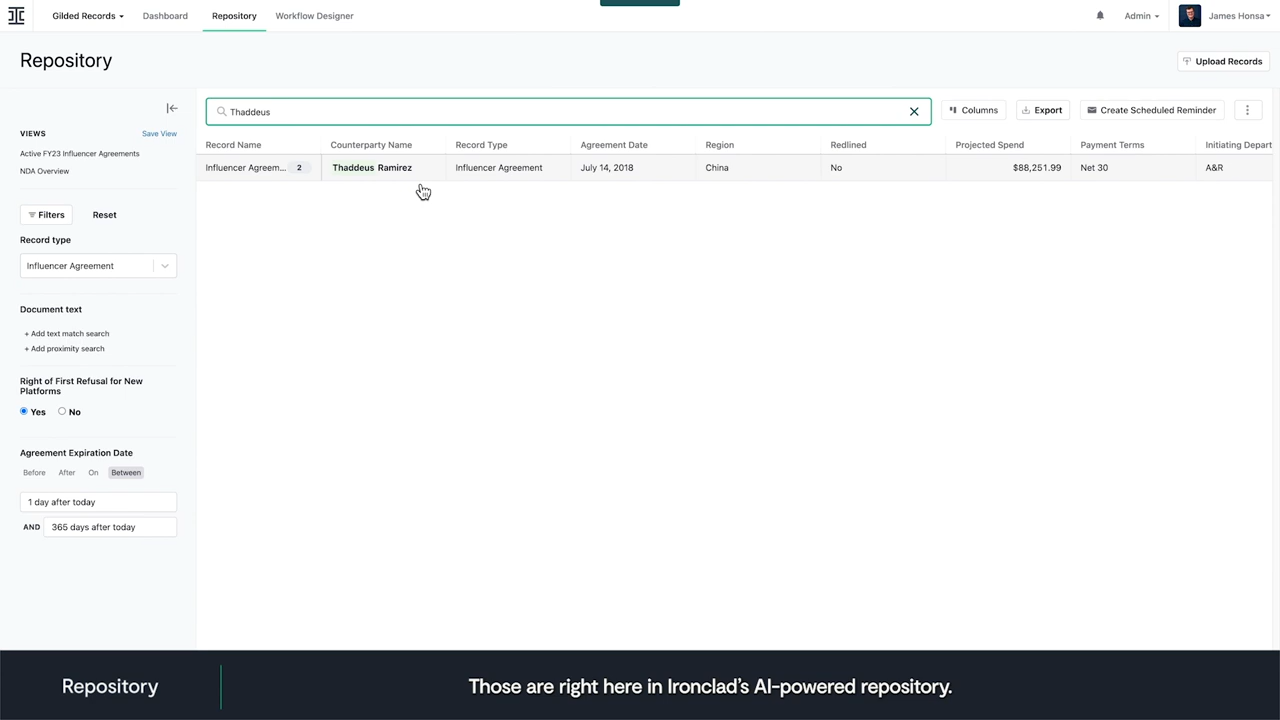 Gilded Records Dashboard Repository Workflow Designer Admin James Honsa
Repository
Upload Records
Thaddeus
Columns Export Create Scheduled Reminder
VIEWS Save View
Active FY23 Influencer Agreements
NDA Overview
Filters Reset
Record type
Influencer Agreement
Document text
+ Add text match search
+ Add proximity search
Right of First Refusal for New
Platforms
Yes No
Agreement Expiration Date
Before After On Between
1 day after today
AND 365 days after today
Record Name Counterparty Name Record Type Agreement Date Region Redlined Projected Spend Payment Terms Initiating Depart
Influencer Agreem... 2 Thaddeus Ramirez Influencer Agreement July 14, 2018 China No $88,251.99 Net 30 A&R
Repository Those are right here in Ironclad's AI-powered repository.